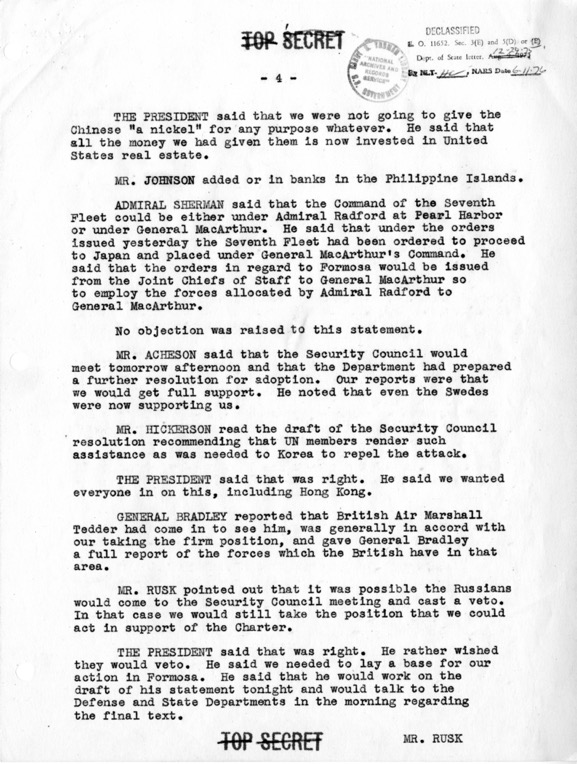 TOP SECRET
DECLASSIFIED
E. O. 11652. Sec. 3(E) and 5(D) or (E)
Dept. of State letter,
By NLT- HC, NARS Date 6-11-76
"NATIONAL
ARCHIVES AND
RECORDS
SERVICE"
- 4 -
THE PRESIDENT said that we were not going to give the
Chinese "a nickel" for any purpose whatever. He said that
all the money we had given them is now invested in United
States real estate.
MR. JOHNSON added or in banks in the Philippine Islands.
ADMIRAL SHERMAN said that the Command of the Seventh
Fleet could be either under Admiral Radford at Pearl Harbor
or under General MacArthur. He said that under the orders
issued yesterday the Seventh Fleet had been ordered to proceed
to Japan and placed under General MacArthur's Command. He
said that the orders in regard to Formosa would be issued
from the Joint Chiefs of Staff to General MacArthur so
to employ the forces allocated by Admiral Radford to
General MacArthur.
No objection was raised to this statement.
MR. ACHESON said that the Security Council would
meet tomorrow afternoon and that the Department had prepared
a further resolution for adoption. Our reports were that
we would get full support. He noted that even the Swedes
were now supporting us.
MR. HICKERSON read the draft of the Security Council
resolution recommending that UN members render such
assistance as was needed to Korea to repel the attack.
THE PRESIDENT said that was right. He said we wanted
everyone in on this, including Hong Kong.
GENERAL BRADLEY reported that British Air Marshall
Tedder had come in to see him, was generally in accord with
our taking the firm position, and gave General Bradley
a full report of the forces which the British have in that
area.
MR. RUSK pointed out that it was possible the Russians
would come to the Security Council meeting and cast a veto.
In that case we would still take the position that we could
act in support of the Charter.
THE PRESIDENT said that was right. He rather wished
they would veto. He said we needed to lay a base for our
action in Formosa. He said that he would work on the
draft of his statement tonight and would talk to the
Defense and State Departments in the morning regarding
the final text.
TOP SECRET
MR. RUSK